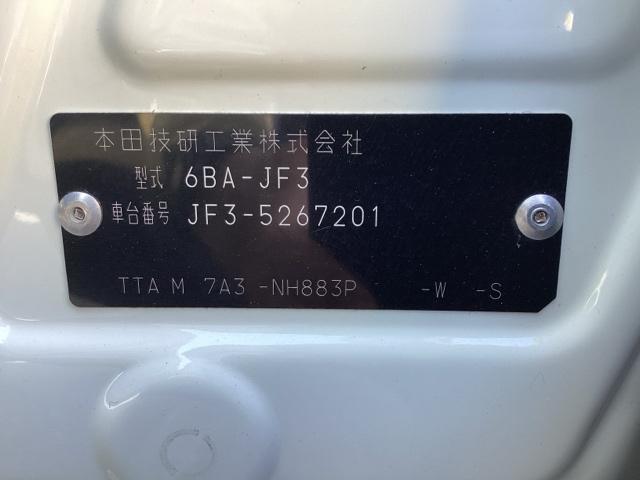 本田技研工業株式会社
型式 6BA-JF3
車台番号 JF3-5267201
TTA M 7A3 -NH883P -W -S